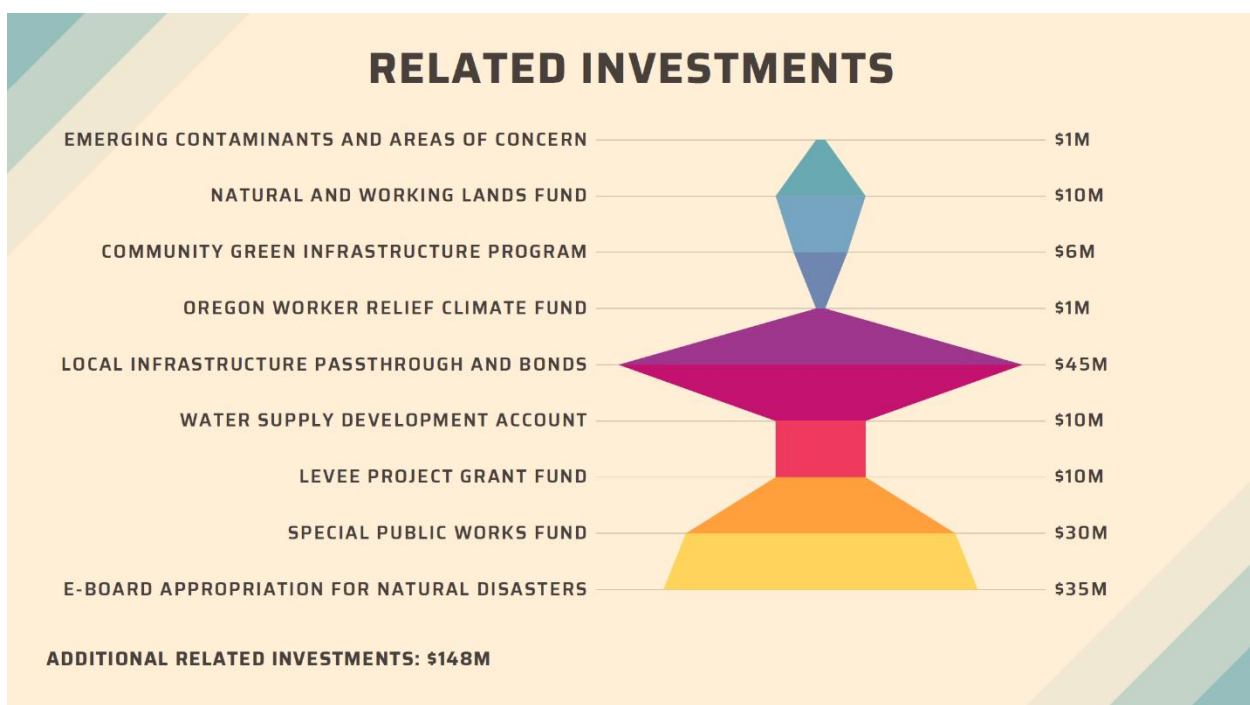 RELATED INVESTMENTS
EMERGING CONTAMINANTS AND AREAS OF CONCERN $1M
NATURAL AND WORKING LANDS FUND $10M
COMMUNITY GREEN INFRASTRUCTURE PROGRAM $6M
OREGON WORKER RELIEF CLIMATE FUND $1M
LOCAL INFRASTRUCTURE PASSTHROUGH AND BONDS $45M
WATER SUPPLY DEVELOPMENT ACCOUNT $10M
LEVEE PROJECT GRANT FUND $10M
SPECIAL PUBLIC WORKS FUND $30M
E-BOARD APPROPRIATION FOR NATURAL DISASTERS $35M
ADDITIONAL RELATED INVESTMENTS: $148M